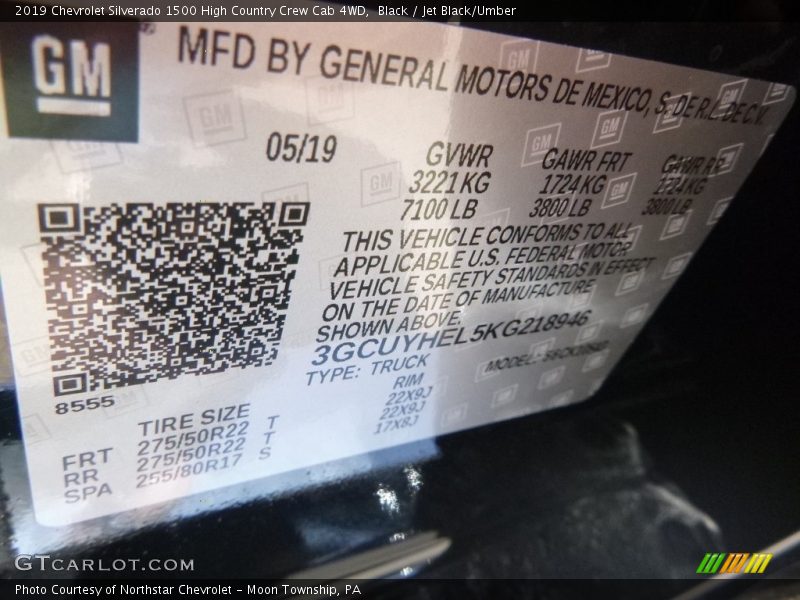 2019 Chevrolet Silverado 1500 High Country Crew Cab 4WD, Black / Jet Black/Umber
GM
MFD BY GENERAL MOTORS DE MEXICO, S. DE R.L. DE C.V.
05/19
GVWR GAWR FRT GAWR RR
3221 KG 1724 KG 1724 KG
7100 LB 3800 LB 3800 LB
THIS VEHICLE CONFORMS TO ALL
APPLICABLE U.S. FEDERAL MOTOR
VEHICLE SAFETY STANDARDS IN EFFECT
ON THE DATE OF MANUFACTURE
SHOWN ABOVE.
3GCUYHEL5KG218946
TYPE: TRUCK MODEL:
8555
TIRE SIZE RIM
FRT 275/50R22 T 22X9J
RR 275/50R22 T 22X9J
SPA 255/80R17 S 17X8J
GTCARLOT.COM
Photo Courtesy of Northstar Chevrolet – Moon Township, PA